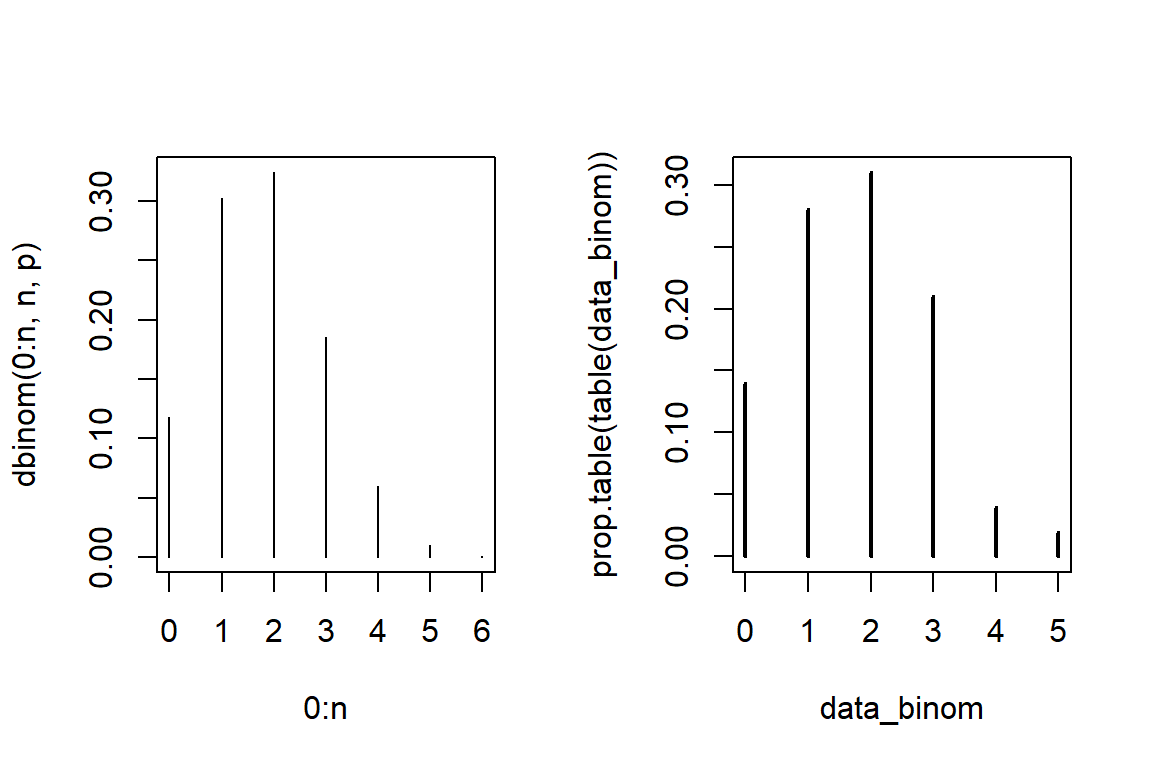 dbinom(0:n, n, p)
0.00 0.10 0.20 0.30
0 1 2 3 4 5 6
0:n
prop.table(table(data_binom))
0.00 0.10 0.20 0.30
0 1 2 3 4 5
data_binom